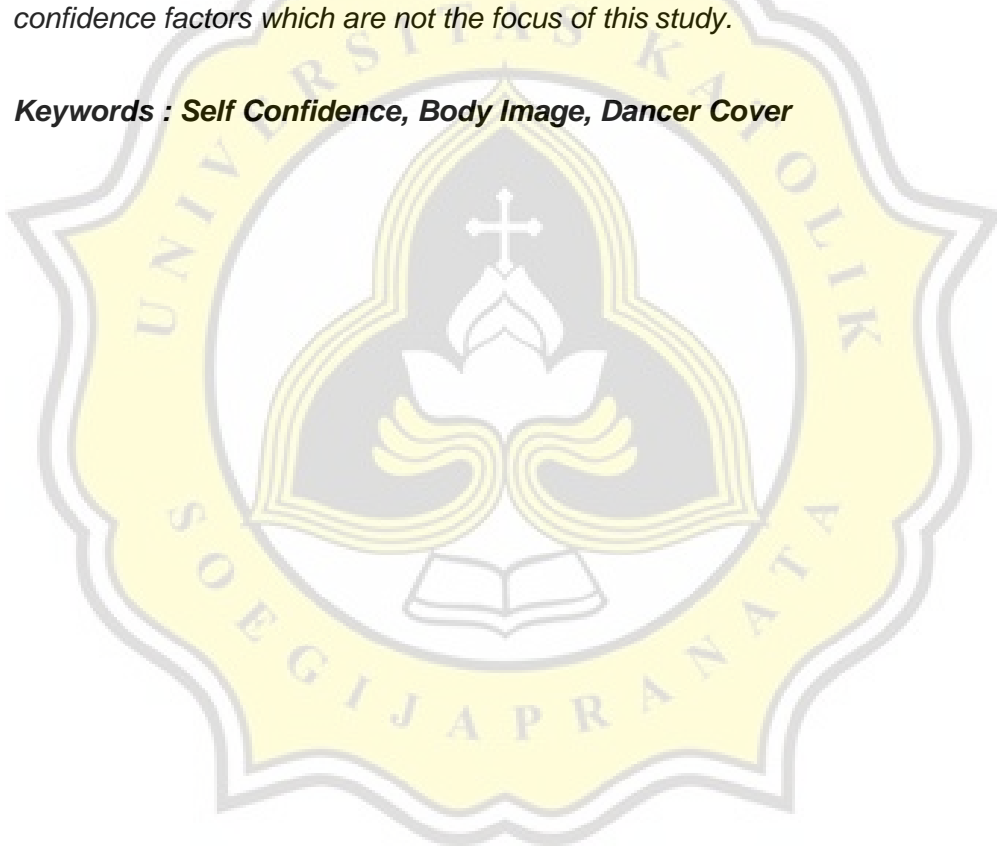 confidence factors which are not the focus of this study.
Keywords : Self Confidence, Body Image, Dancer Cover
UNIVERSITAS KATOLIK
SOEGIJAPRANATA